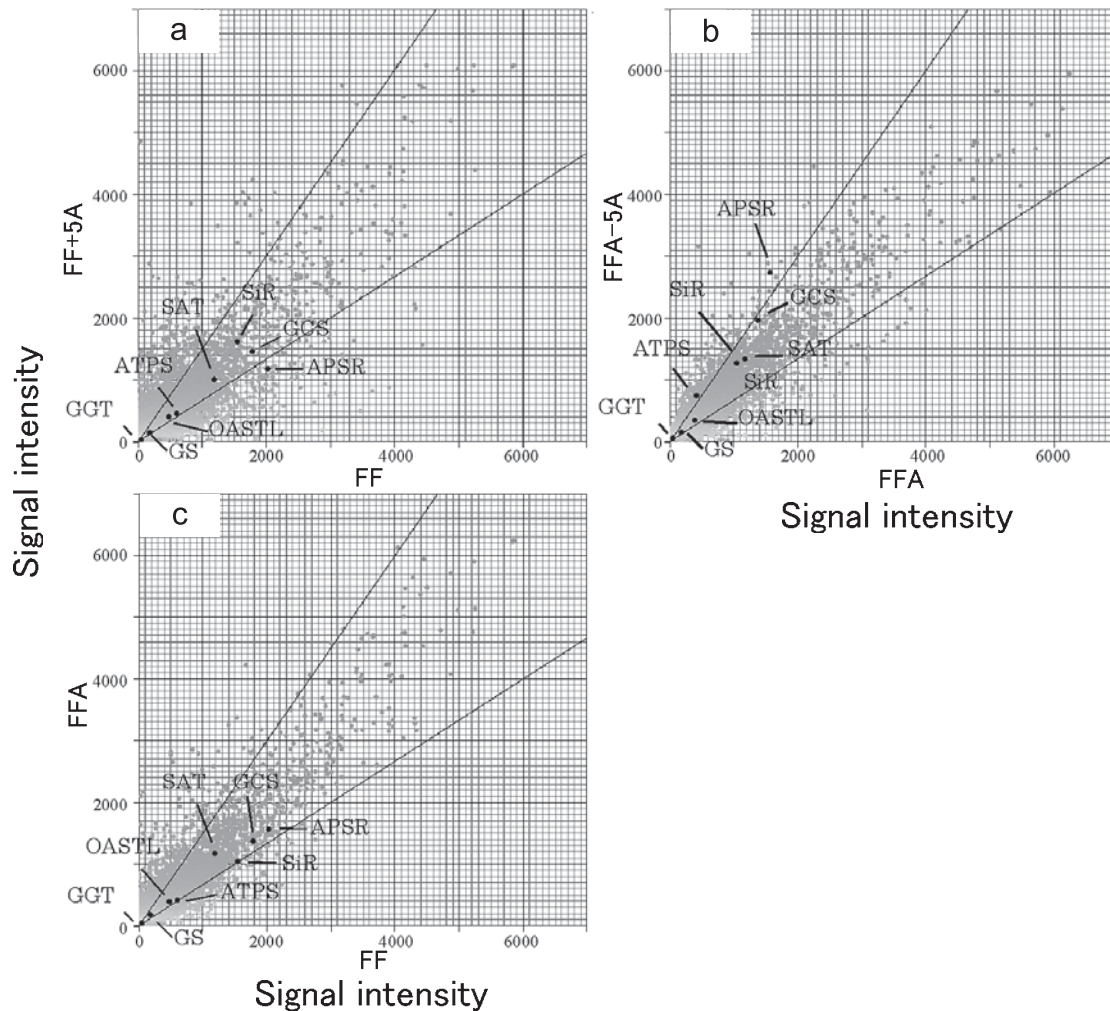 a
6000
4000
2000
0
FF+5A
SAT
SiR
GCS
ATPS
APSR
GGT
OASTL
GS
0
2000
4000
6000
FF
b
6000
4000
2000
0
FFA-5A
APSR
SiR
GCS
ATPS
SAT
SiR
GGT
OASTL
GS
0
2000
4000
6000
FFA
Signal intensity
Signal intensity
c
6000
4000
2000
0
FFA
SAT
GCS
APSR
OASTL
SiR
GGT
ATPS
GS
0
2000
4000
6000
FF
Signal intensity